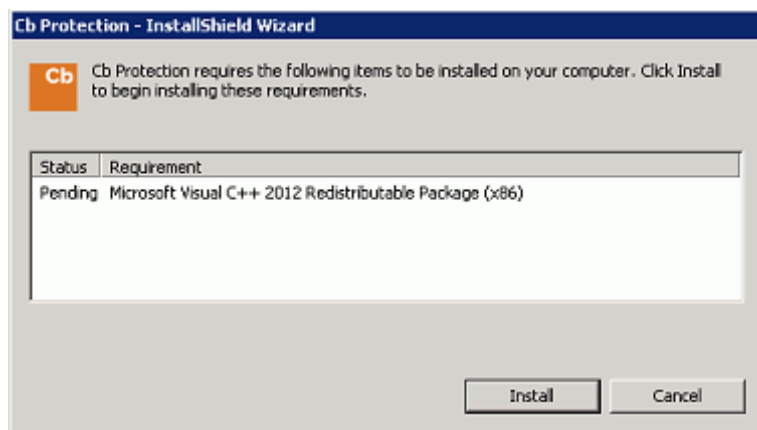 Cb Protection - InstallShield Wizard
Cb
Cb Protection requires the following items to be installed on your computer. Click Install
to begin installing these requirements.
Status Requirement
Pending Microsoft Visual C++ 2012 Redistributable Package (x86)
Install Cancel